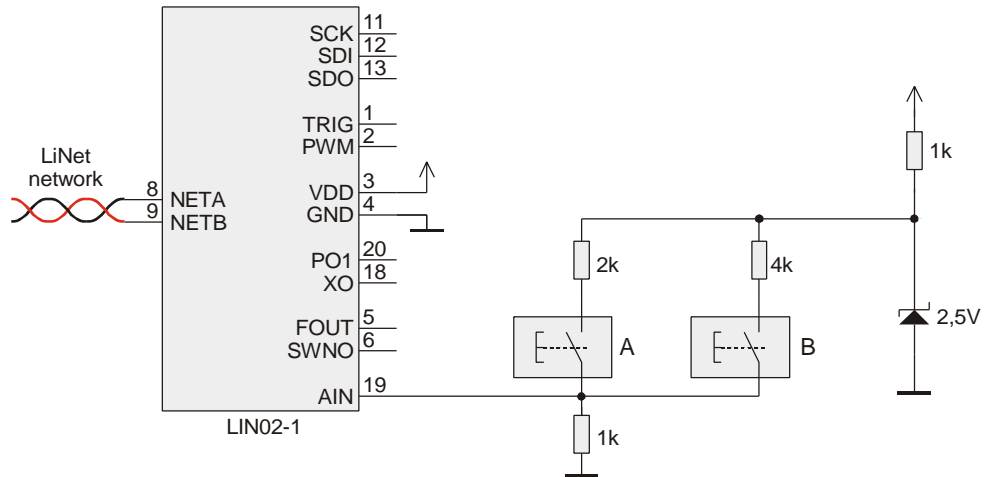 SCK 11
SDI 12
SDO 13
TRIG 1
PWM 2
LiNet
network
VDD 3
8 NETA
GND 4
9 NETB
PO1 20
XO 18
FOUT 5
SWNO 6
AIN 19
LIN02-1
1k
2k
4k
2,5V
A
B
1k